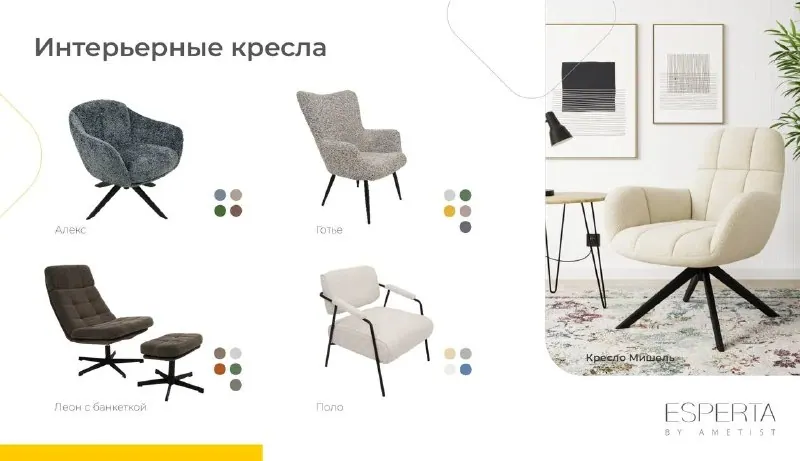 Интерьерные кресла
Алекс
Готье
Леон с банкеткой
Поло
Кресло Мишель
ESPERTA
BY AMETIST